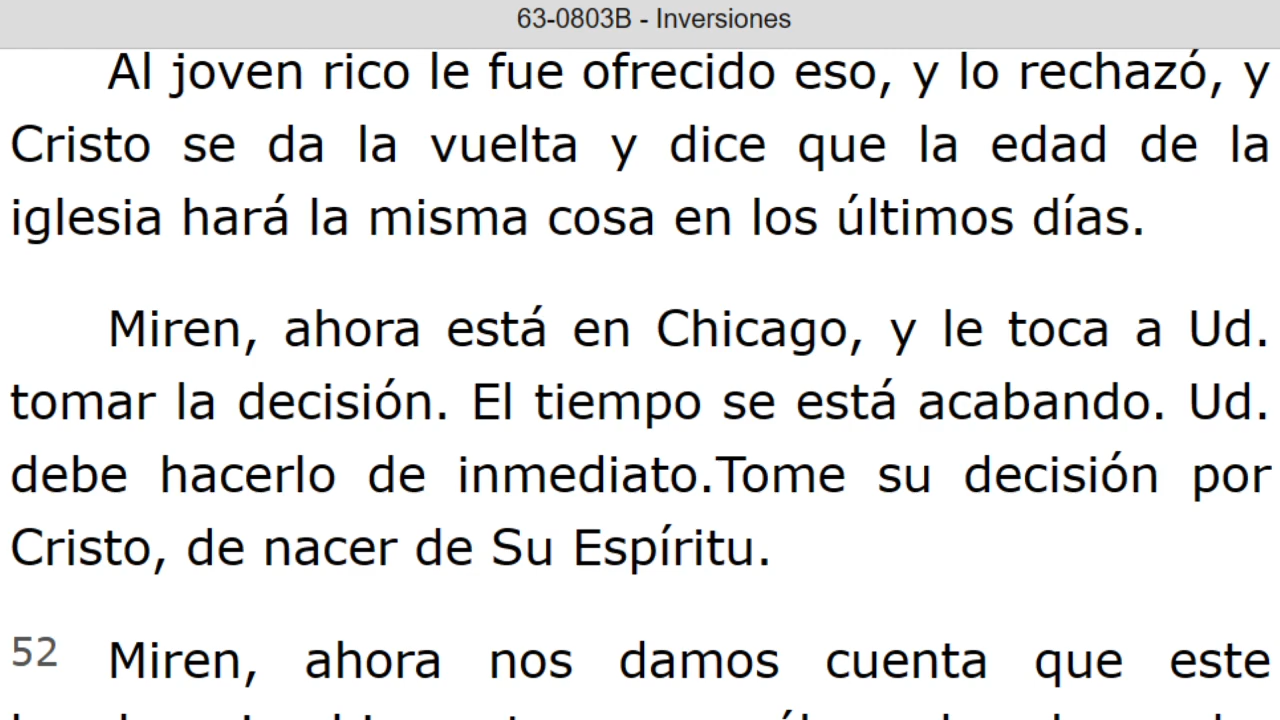 63-0803B - Inversiones
Al joven rico le fue ofrecido eso, y lo rechazó, y
Cristo se da la vuelta y dice que la edad de la
iglesia hará la misma cosa en los últimos días.
Miren, ahora está en Chicago, y le toca a Ud.
tomar la decisión. El tiempo se está acabando. Ud.
debe hacerlo de inmediato.Tome su decisión por
Cristo, de nacer de Su Espíritu.
52 Miren, ahora nos damos cuenta que este